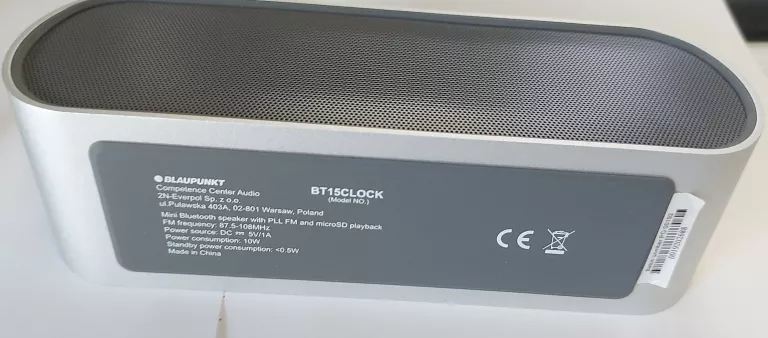 BLAUPUNKT
Competence Center Audio
2N-Everpol Sp. z o.o.
ul.Puławska 403A, 02-801 Warsaw, Poland
Mini Bluetooth speaker with PLL FM and microSD playback
FM frequency: 87.5-108MHz
Power source: DC ⎓ 5V/1A
Power consumption: 10W
Standby power consumption: <0.5W
Made in China
BT15CLOCK
(Model NO.)
CE